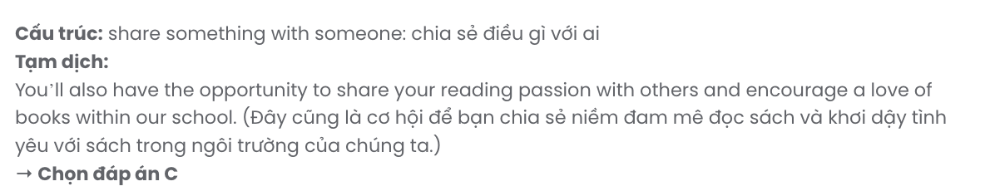 Cấu trúc: share something with someone: chia sẻ điều gì với ai
Tạm dịch:
You’ll also have the opportunity to share your reading passion with others and encourage a love of
books within our school. (Đây cũng là cơ hội để bạn chia sẻ niềm đam mê đọc sách và khơi dậy tình
yêu với sách trong ngôi trường của chúng ta.)
→ Chọn đáp án C